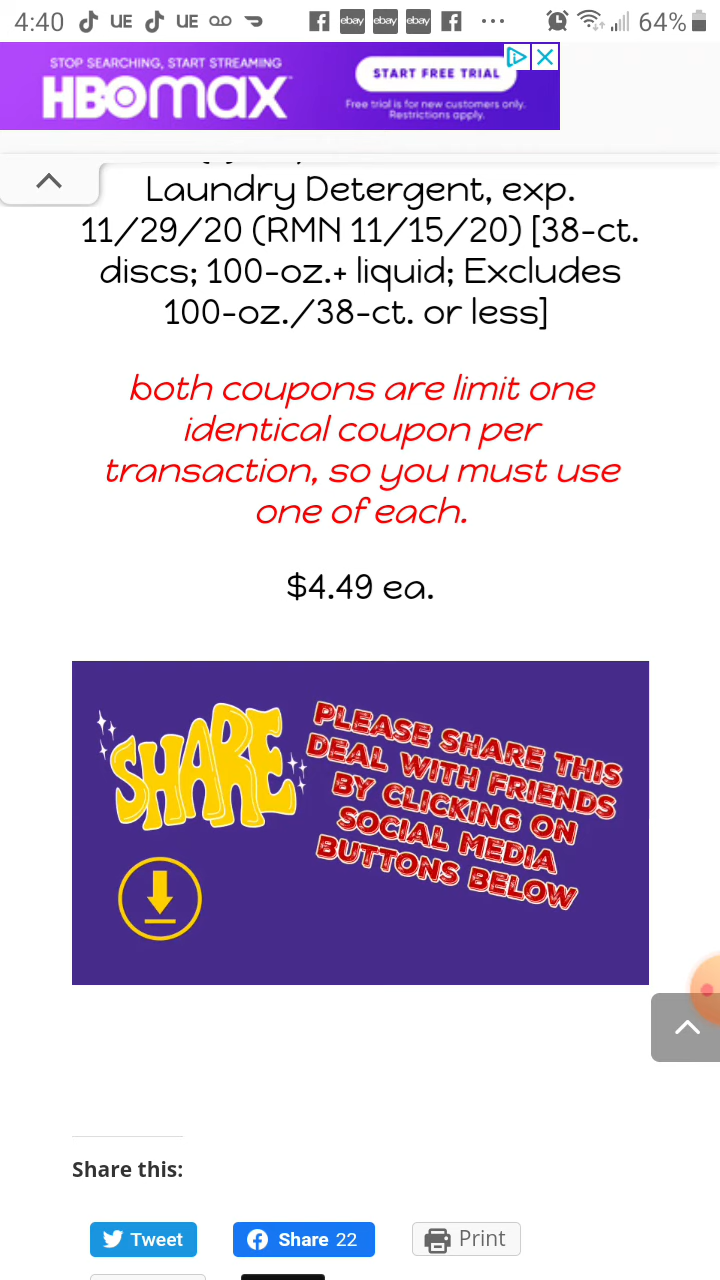 4:40 UE UE ebay ebay ebay ... 64%
STOP SEARCHING, START STREAMING
HBOmax
START FREE TRIAL
Free trial is for new customers only.
Restrictions apply.
Laundry Detergent, exp.
11/29/20 (RMN 11/15/20) [38-ct.
discs; 100-oz.+ liquid; Excludes
100-oz./38-ct. or less]
both coupons are limit one
identical coupon per
transaction, so you must use
one of each.
$4.49 ea.
SHARE
PLEASE SHARE THIS
DEAL WITH FRIENDS
BY CLICKING ON
SOCIAL MEDIA
BUTTONS BELOW
Share this:
Tweet Share 22 Print